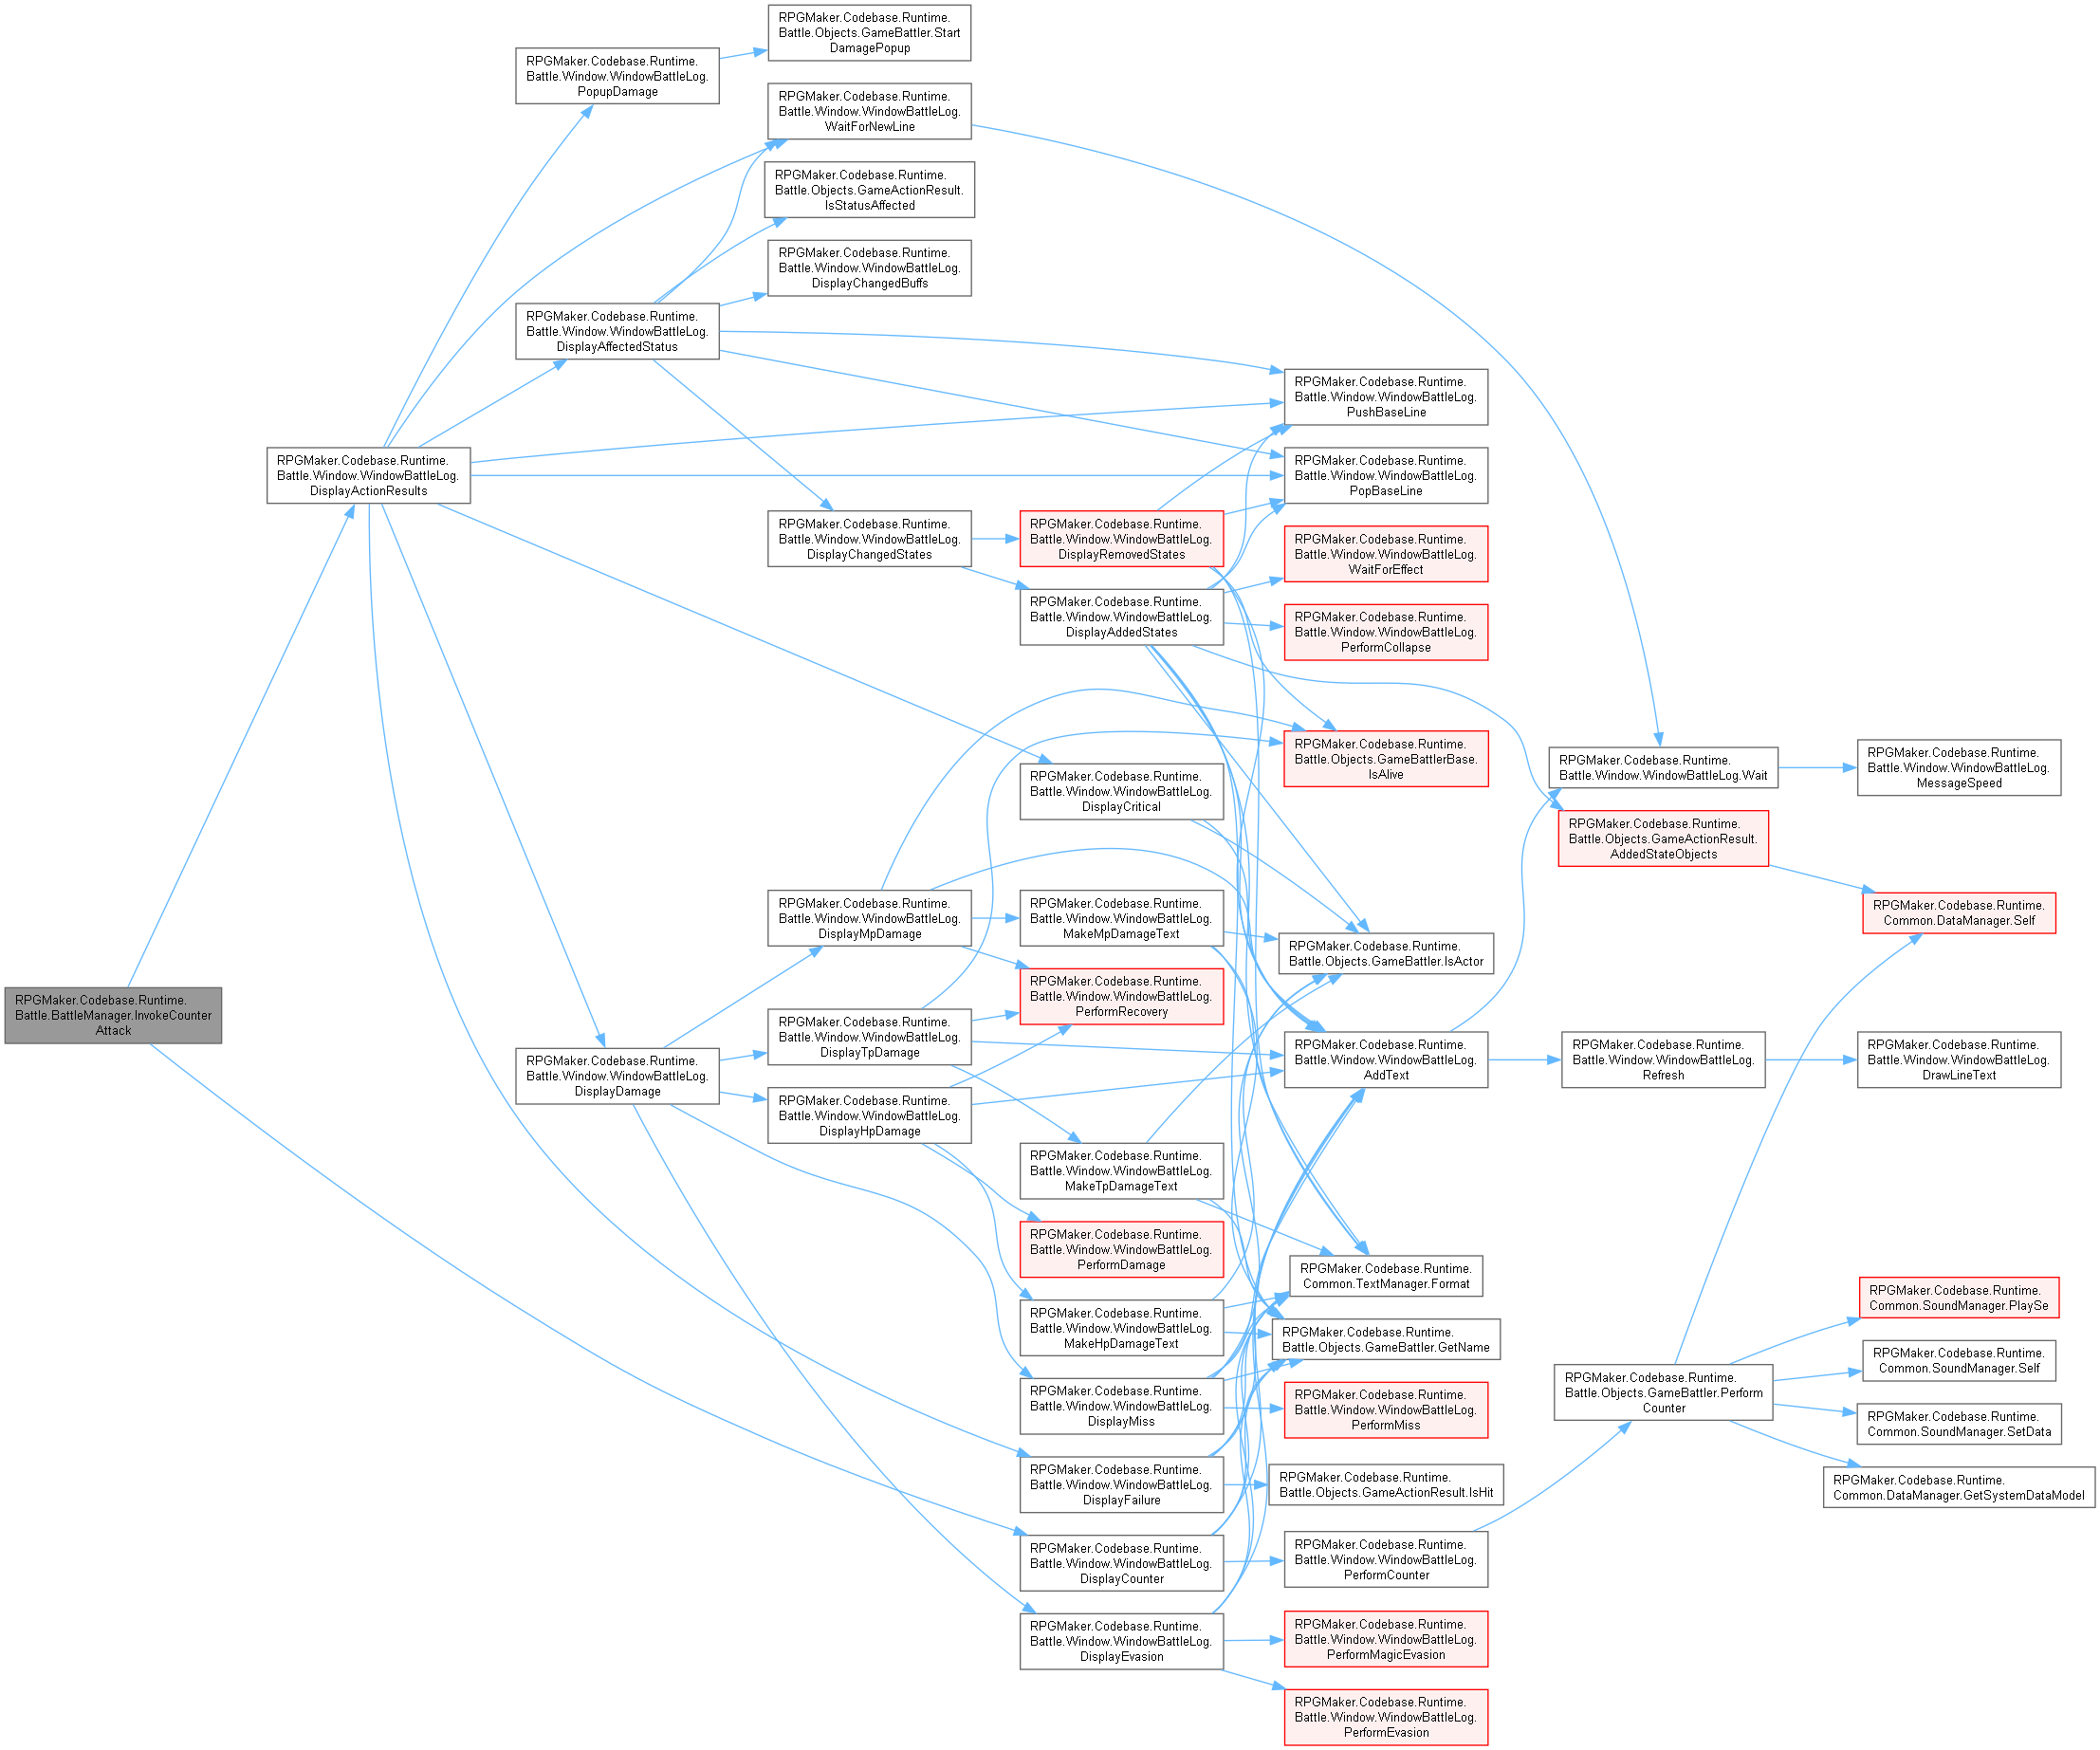 RPGMaker.Codebase.Runtime.
Battle.BattleManager.InvokeCounter
Attack
RPGMaker.Codebase.Runtime.
Battle.Window.WindowBattleLog.
DisplayActionResults
RPGMaker.Codebase.Runtime.
Battle.Window.WindowBattleLog.
PopupDamage
RPGMaker.Codebase.Runtime.
Battle.Window.WindowBattleLog.
DisplayAffectedStatus
RPGMaker.Codebase.Runtime.
Battle.Window.WindowBattleLog.
DisplayDamage
RPGMaker.Codebase.Runtime.
Battle.Objects.GameBattler.Start
DamagePopup
RPGMaker.Codebase.Runtime.
Battle.Window.WindowBattleLog.
WaitForNewLine
RPGMaker.Codebase.Runtime.
Battle.Objects.GameActionResult.
IsStatusAffected
RPGMaker.Codebase.Runtime.
Battle.Window.WindowBattleLog.
DisplayChangedBuffs
RPGMaker.Codebase.Runtime.
Battle.Window.WindowBattleLog.
DisplayChangedStates
RPGMaker.Codebase.Runtime.
Battle.Window.WindowBattleLog.
DisplayMpDamage
RPGMaker.Codebase.Runtime.
Battle.Window.WindowBattleLog.
DisplayTpDamage
RPGMaker.Codebase.Runtime.
Battle.Window.WindowBattleLog.
DisplayHpDamage
RPGMaker.Codebase.Runtime.
Battle.Window.WindowBattleLog.
DisplayRemovedStates
RPGMaker.Codebase.Runtime.
Battle.Window.WindowBattleLog.
DisplayAddedStates
RPGMaker.Codebase.Runtime.
Battle.Window.WindowBattleLog.
DisplayCritical
RPGMaker.Codebase.Runtime.
Battle.Window.WindowBattleLog.
MakeMpDamageText
RPGMaker.Codebase.Runtime.
Battle.Window.WindowBattleLog.
PerformRecovery
RPGMaker.Codebase.Runtime.
Battle.Window.WindowBattleLog.
MakeTpDamageText
RPGMaker.Codebase.Runtime.
Battle.Window.WindowBattleLog.
PerformDamage
RPGMaker.Codebase.Runtime.
Battle.Window.WindowBattleLog.
MakeHpDamageText
RPGMaker.Codebase.Runtime.
Battle.Window.WindowBattleLog.
DisplayMiss
RPGMaker.Codebase.Runtime.
Battle.Window.WindowBattleLog.
DisplayFailure
RPGMaker.Codebase.Runtime.
Battle.Window.WindowBattleLog.
DisplayCounter
RPGMaker.Codebase.Runtime.
Battle.Window.WindowBattleLog.
DisplayEvasion
RPGMaker.Codebase.Runtime.
Battle.Window.WindowBattleLog.
PushBaseLine
RPGMaker.Codebase.Runtime.
Battle.Window.WindowBattleLog.
PopBaseLine
RPGMaker.Codebase.Runtime.
Battle.Window.WindowBattleLog.
WaitForEffect
RPGMaker.Codebase.Runtime.
Battle.Window.WindowBattleLog.
PerformCollapse
RPGMaker.Codebase.Runtime.
Battle.Objects.GameBattlerBase.
IsAlive
RPGMaker.Codebase.Runtime.
Battle.Objects.GameBattler.IsActor
RPGMaker.Codebase.Runtime.
Battle.Window.WindowBattleLog.
AddText
RPGMaker.Codebase.Runtime.
Common.TextManager.Format
RPGMaker.Codebase.Runtime.
Battle.Objects.GameBattler.GetName
RPGMaker.Codebase.Runtime.
Battle.Window.WindowBattleLog.
PerformMiss
RPGMaker.Codebase.Runtime.
Battle.Objects.GameActionResult.IsHit
RPGMaker.Codebase.Runtime.
Battle.Window.WindowBattleLog.
PerformCounter
RPGMaker.Codebase.Runtime.
Battle.Window.WindowBattleLog.
PerformMagicEvasion
RPGMaker.Codebase.Runtime.
Battle.Window.WindowBattleLog.
PerformEvasion
RPGMaker.Codebase.Runtime.
Battle.Window.WindowBattleLog.Wait
RPGMaker.Codebase.Runtime.
Battle.Objects.GameActionResult.
AddedStateObjects
RPGMaker.Codebase.Runtime.
Battle.Window.WindowBattleLog.
Refresh
RPGMaker.Codebase.Runtime.
Battle.Objects.GameBattler.Perform
Counter
RPGMaker.Codebase.Runtime.
Battle.Window.WindowBattleLog.
MessageSpeed
RPGMaker.Codebase.Runtime.
Common.DataManager.Self
RPGMaker.Codebase.Runtime.
Battle.Window.WindowBattleLog.
DrawLineText
RPGMaker.Codebase.Runtime.
Common.SoundManager.PlaySe
RPGMaker.Codebase.Runtime.
Common.SoundManager.Self
RPGMaker.Codebase.Runtime.
Common.SoundManager.SetData
RPGMaker.Codebase.Runtime.
Common.DataManager.GetSystemDataModel